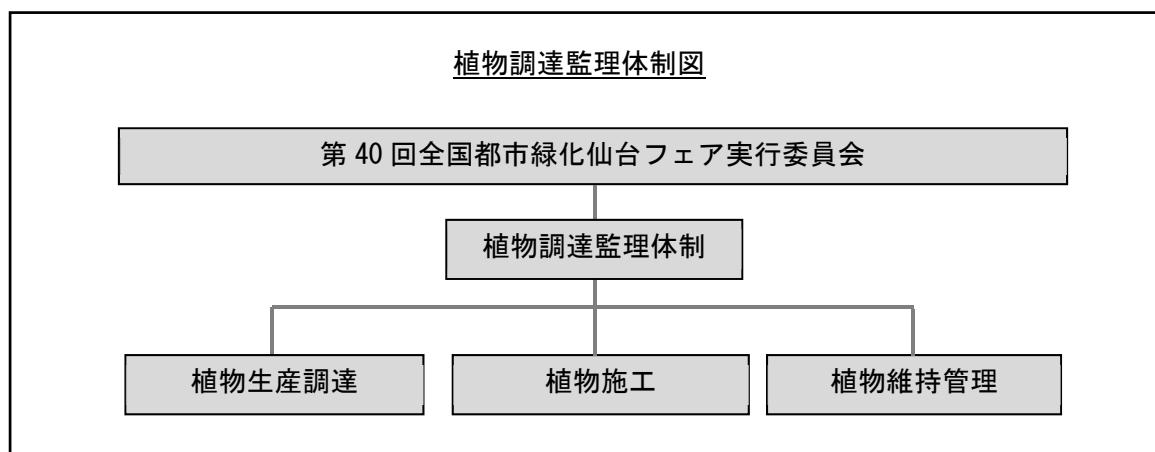 植物調達監理体制図
第 40 回全国都市緑化仙台フェア実行委員会
植物調達監理体制
植物生産調達
植物施工
植物維持管理